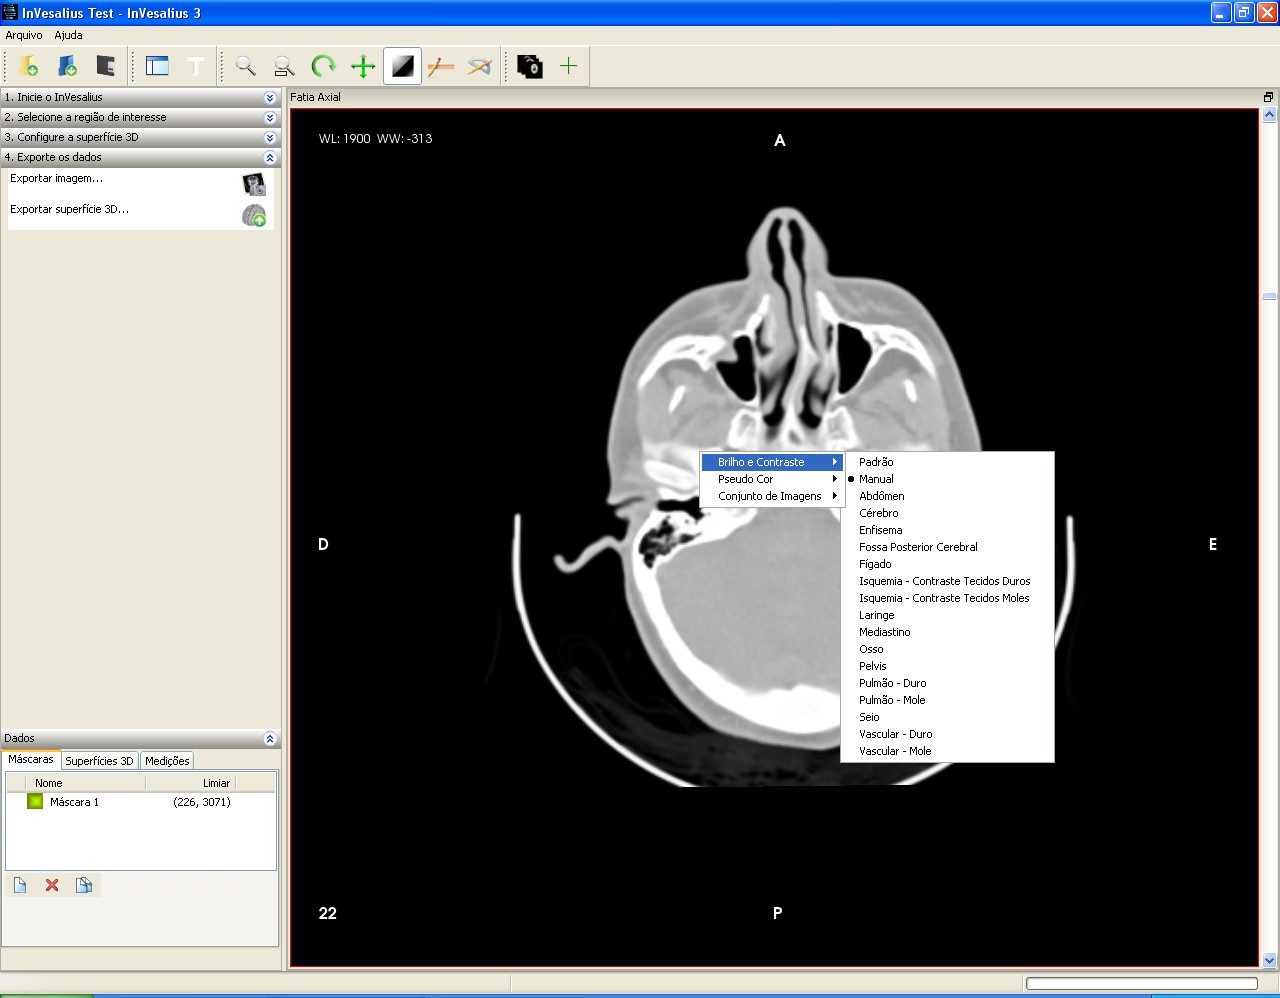 InVesalius Test - InVesalius 3
Arquivo Ajuda
1. Inicie o InVesalius
2. Selecione a região de interesse
3. Configure a superfície 3D
4. Exporte os dados
Exportar imagem...
Exportar superfície 3D...
Dados
Máscaras Superfícies 3D Medições
Nome Limiar
Máscara 1 (226, 3071)
Fatia Axial
WL: 1900 WW: -313
A
D
E
22
P
Brilho e Contraste
Pseudo Cor
Conjunto de Imagens
Padrão
Manual
Abdômen
Cérebro
Enfisema
Fossa Posterior Cerebral
Fígado
Isquemia - Contraste Tecidos Duros
Isquemia - Contraste Tecidos Moles
Laringe
Mediastino
Osso
Pelvis
Pulmão - Duro
Pulmão - Mole
Seio
Vascular - Duro
Vascular - Mole